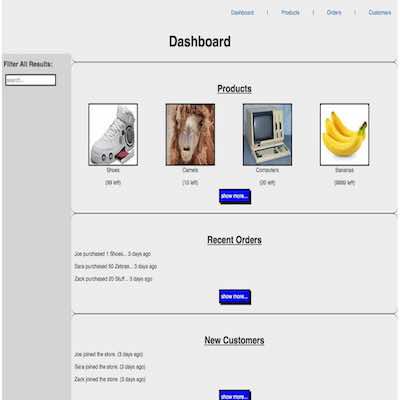 Dashboard | Products | Orders | Customers
Dashboard
Filter All Results:
search...
Products
Shoes
Camels
Computers
Bananas
(99 left)
(10 left)
(20 left)
(9999 left)
show more...
Recent Orders
Joe purchased 1 Shoes... 3 days ago
Sara purchased 50 Zebras... 3 days ago
Zack purchased 20 Stuff... 3 days ago
show more...
New Customers
Joe joined the store. (3 days ago)
Sara joined the store. (3 days ago)
Zack joined the store. (3 days ago)
show more...